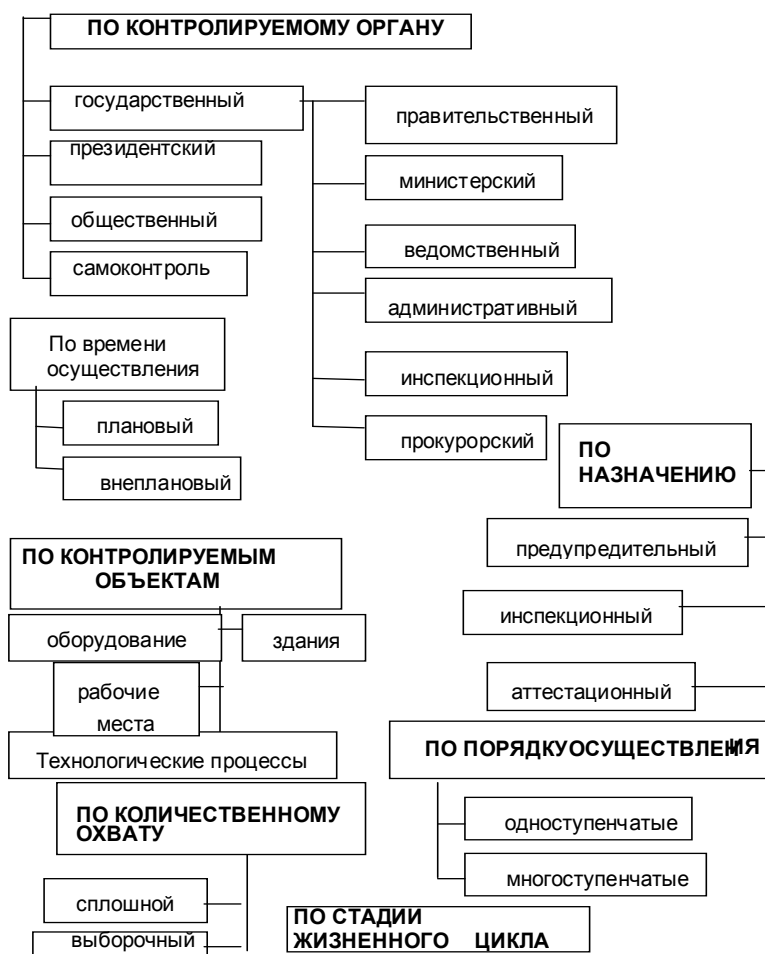 ПО КОНТРОЛИРУЕМОМУ ОРГАНУ
государственный
президентский
общественный
самоконтроль
правительственный
министерский
ведомственный
административный
инспекционный
прокурорский
По времени
осуществления
плановый
внеплановый
ПО
НАЗНАЧЕНИЮ
предупредительный
инспекционный
аттестационный
ПО КОНТРОЛИРУЕМЫМ
ОБЪЕКТАМ
оборудование
здания
рабочие
места
Технологические процессы
ПО ПОРЯДКУОСУЩЕСТВЛЕНИЯ
одноступенчатые
многоступенчатые
ПО КОЛИЧЕСТВЕННОМУ
ОХВАТУ
сплошной
выборочный
ПО СТАДИИ
ЖИЗНЕННОГО ЦИКЛА